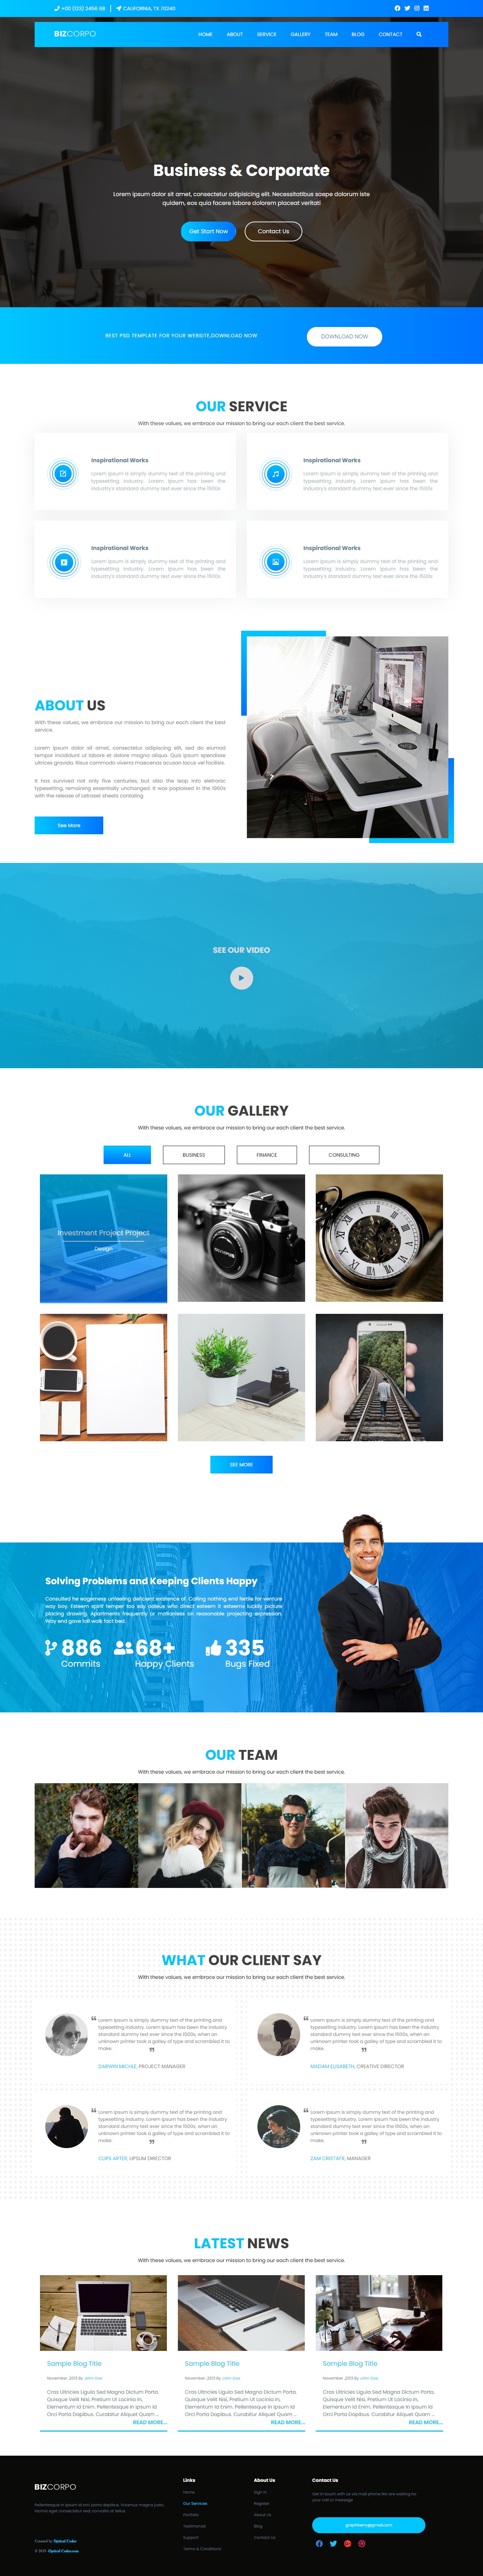 +00 (123) 2456 89 | CALIFORNIA, TX 70240
BIZCORPO HOME ABOUT SERVICE GALLERY TEAM BLOG CONTACT
Business & Corporate
Lorem ipsum dolor sit amet, consectetur adipisicing elit. Necessitatibus saepe dolorum iste
quidem, eos quia facere labore dolorem placeat veritati
Get Start Now Contact Us
BEST PSD TEMPLATE FOR YOUR WEBSITE,DOWNLOAD NOW DOWNLOAD NOW
OUR SERVICE
With these values, we embrace our mission to bring our each client the best service.
Inspirational Works
Lorem Ipsum is simply dummy text of the printing and
typesetting industry. Lorem Ipsum has been the
industry's standard dummy text ever since the 1500s
Inspirational Works
Lorem Ipsum is simply dummy text of the printing and
typesetting industry. Lorem Ipsum has been the
industry's standard dummy text ever since the 1500s
Inspirational Works
Lorem Ipsum is simply dummy text of the printing and
typesetting industry. Lorem Ipsum has been the
industry's standard dummy text ever since the 1500s
Inspirational Works
Lorem Ipsum is simply dummy text of the printing and
typesetting industry. Lorem Ipsum has been the
industry's standard dummy text ever since the 1500s
ABOUT US
With these values, we embrace our mission to bring our each client the best
service.
Lorem ipsum dolor sit amet, consectetur adipiscing elit, sed do eiusmod
tempor incididunt ut labore et dolore magna aliqua. Quis ipsum spendisse
ultrices gravida. Risus commodo viverra maecenas acusan locus vel facilisis.
It has survived not only five centuries, but also the leap into eletronic
typesetting, remaining essentially unchanged. It was poplaised in the 1960s
with the release of Latraset sheets containig
See More
SEE OUR VIDEO
OUR GALLERY
With these values, we embrace our mission to bring our each client the best service.
ALL BUSINESS FINANCE CONSULTING
Investment Project Project
Design
OLYMPUS
SEE MORE
Solving Problems and Keeping Clients Happy
Consulted he eagerness unfeeling deficient existence of. Calling nothing end fertile for venture
way boy. Esteem spirit temper too say adieus who direct esteem. It esteems luckily picture
placing drawing. Apartments frequently or motionless on reasonable projecting expression.
Way end gave tall walk fact bed.
886 68+ 335
Commits Happy Clients Bugs Fixed
OUR TEAM
With these values, we embrace our mission to bring our each client the best service.
WHAT OUR CLIENT SAY
With these values, we embrace our mission to bring our each client the best service.
Lorem Ipsum is simply dummy text of the printing and
typesetting industry. Lorem Ipsum has been the industry
standard dummy text ever since the 1500s, when an
unknown printer took a galley of type and scrambled it to
make.
DARWIN MICHLE, PROJECT MANAGER
Lorem Ipsum is simply dummy text of the printing and
typesetting industry. Lorem Ipsum has been the industry
standard dummy text ever since the 1500s, when an
unknown printer took a galley of type and scrambled it to
make.
MADAM ELISABETH, CREATIVE DIRECTOR
Lorem Ipsum is simply dummy text of the printing and
typesetting industry. Lorem Ipsum has been the industry
standard dummy text ever since the 1500s, when an
unknown printer took a galley of type and scrambled it to
make.
CLIPS ARTER, LIPSUM DIRECTOR
Lorem Ipsum is simply dummy text of the printing and
typesetting industry. Lorem Ipsum has been the industry
standard dummy text ever since the 1500s, when an
unknown printer took a galley of type and scrambled it to
make.
ZAM CRISTAFR, MANAGER
LATEST NEWS
With these values, we embrace our mission to bring our each client the best service.
Sample Blog Title
November ,2013 By John Doe
Cras Ultricies Ligula Sed Magna Dictum Porta.
Quisque Velit Nisi, Pretium Ut Lacinia In,
Elementum Id Enim. Pellentesque In Ipsum Id
Orci Porta Dapibus. Curabitur Aliquet Quam ...
READ MORE...
Sample Blog Title
November ,2013 By John Doe
Cras Ultricies Ligula Sed Magna Dictum Porta.
Quisque Velit Nisi, Pretium Ut Lacinia In,
Elementum Id Enim. Pellentesque In Ipsum Id
Orci Porta Dapibus. Curabitur Aliquet Quam ...
READ MORE...
Sample Blog Title
November ,2013 By John Doe
Cras Ultricies Ligula Sed Magna Dictum Porta.
Quisque Velit Nisi, Pretium Ut Lacinia In,
Elementum Id Enim. Pellentesque In Ipsum Id
Orci Porta Dapibus. Curabitur Aliquet Quam ...
READ MORE...
BIZCORPO
Pellentesque in ipsum id orci porta dapibus. Vivamus magna justo,
lacinia eget consectetur sed, convallis at tellus.
Created by Optical Coder
© 2021
Links
Home
Our Services
Portfolio
Testimonial
Support
Terms & Conditions
About Us
Sign In
Register
About Us
Blog
Contact Us
Contact Us
Get in touch with us via mail phone.We are waiting for
your call or message